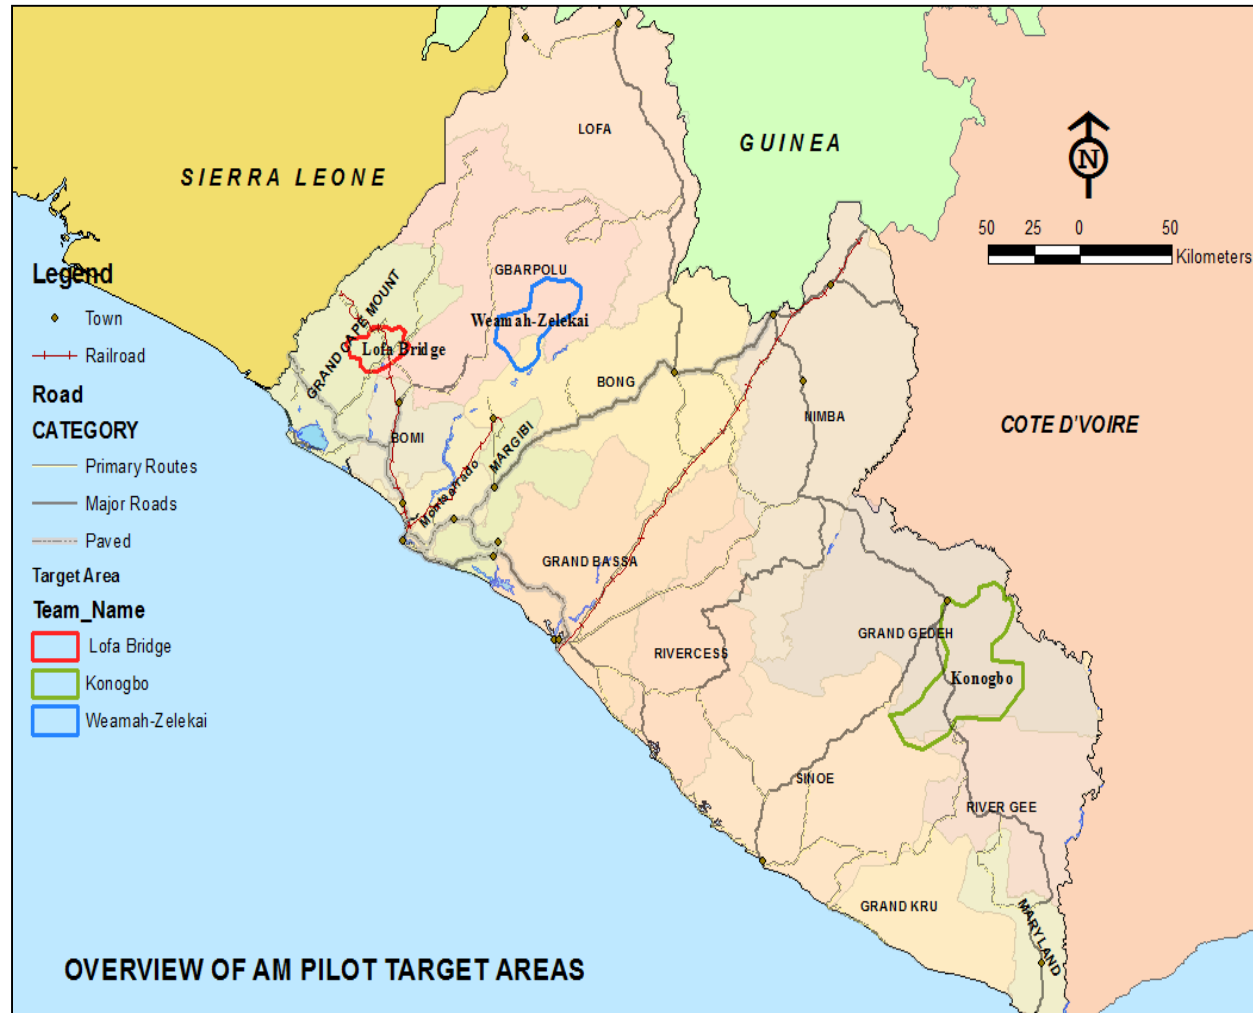 LOFA
GUINEA
SIERRA LEONE
N
50 25 0 50
Kilometers
Legend
Town
Railroad
Road
CATEGORY
Primary Routes
Major Roads
Paved
Target Area
Team_Name
Lofa Bridge
Konogbo
Weamah-Zelekai
GBARPOLU
GRAND CAPE MOUNT
Weamah-Zelekai
Lofa Bridge
BONG
NIMBA
COTE D'VOIRE
BOMI
MARGIBI
Montserrado
GRAND BASSA
GRAND GEDEH
RIVERCESS
Konogbo
SINOE
RIVER GEE
GRAND KRU
MARYLAND
OVERVIEW OF AM PILOT TARGET AREAS